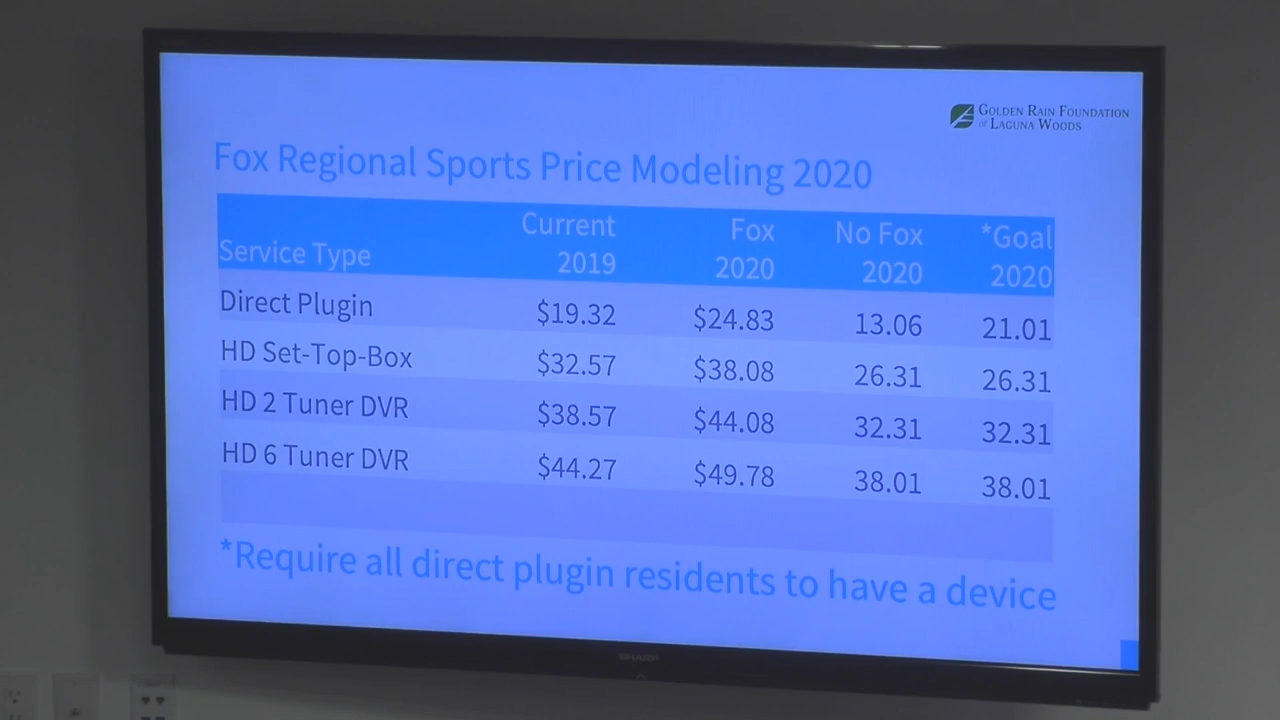 GOLDEN RAIN FOUNDATION
of LAGUNA WOODS
Fox Regional Sports Price Modeling 2020
Service Type Current 2019 Fox 2020 No Fox 2020 *Goal 2020
Direct Plugin $19.32 $24.83 13.06 21.01
HD Set-Top-Box $32.57 $38.08 26.31 26.31
HD 2 Tuner DVR $38.57 $44.08 32.31 32.31
HD 6 Tuner DVR $44.27 $49.78 38.01 38.01
*Require all direct plugin residents to have a device
SHARP